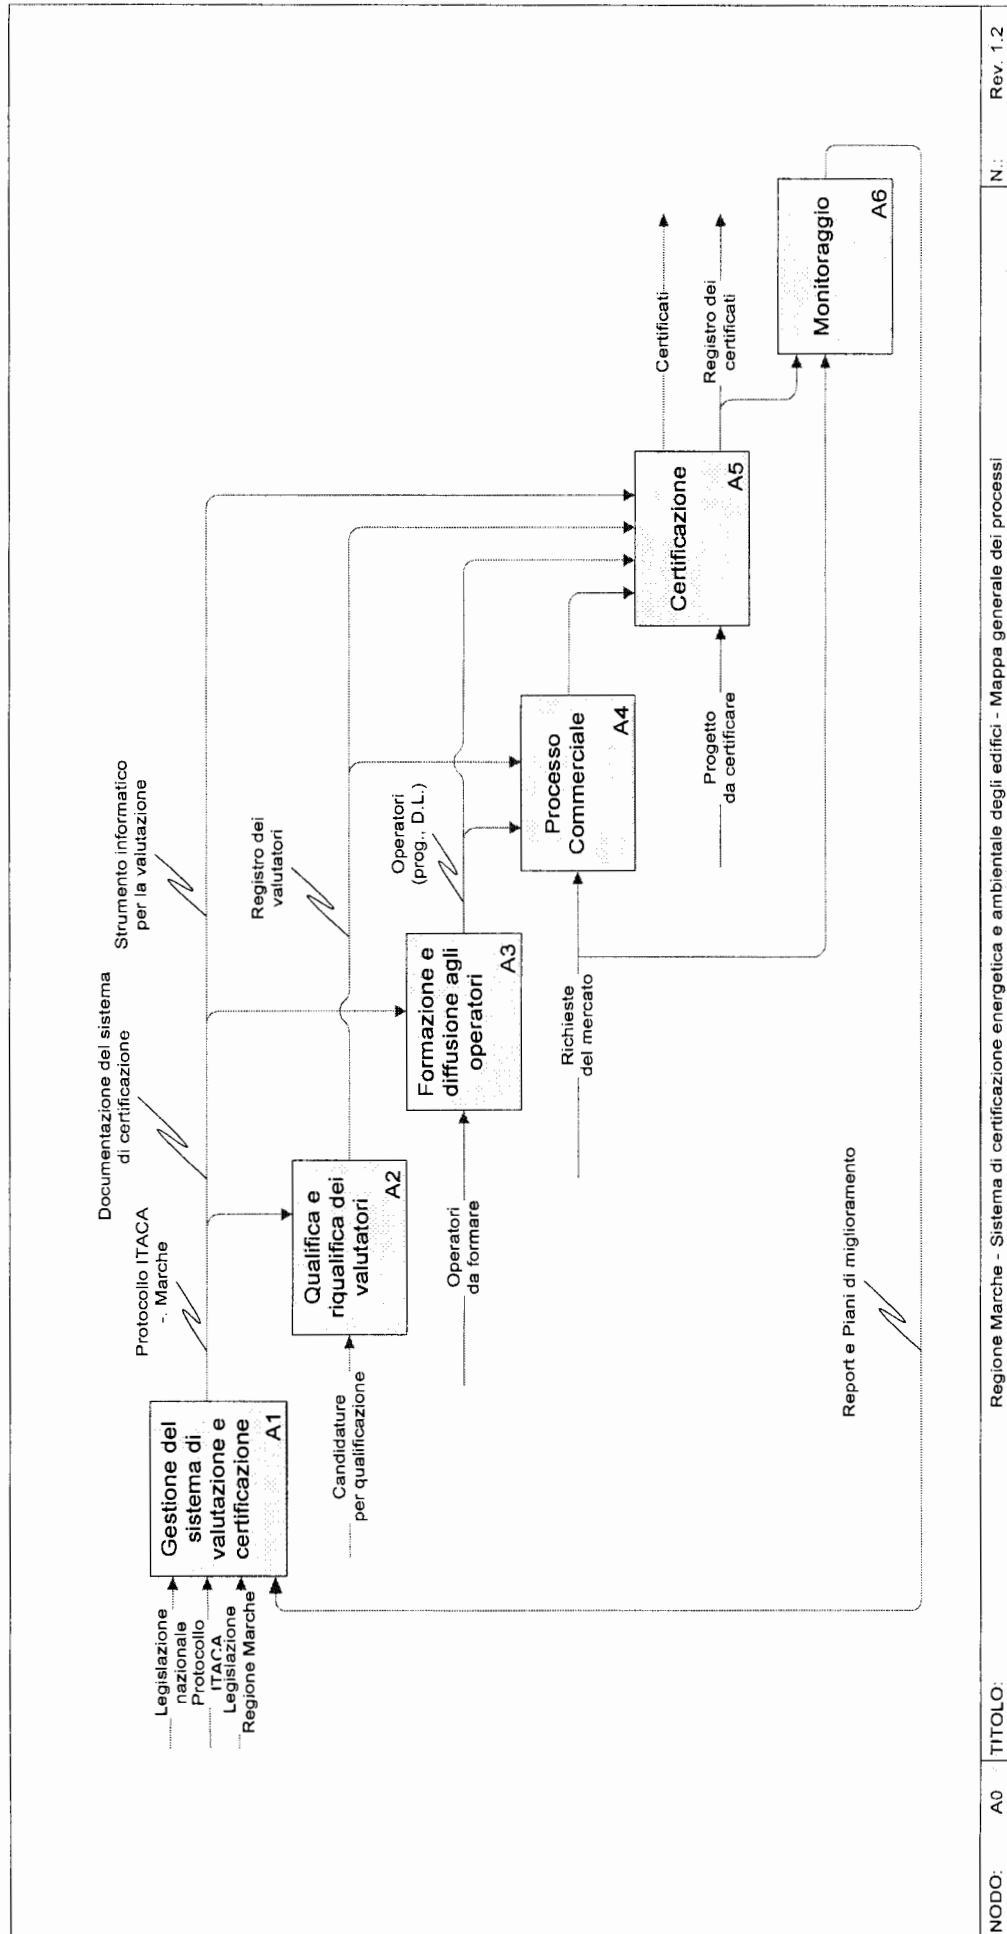 Legislazione
nazionale
Protocollo
ITACA
Legislazione
Regione Marche
Gestione del
sistema di
valutazione e
certificazione
A1
Protocollo ITACA
-. Marche
Documentazione del sistema
di certificazione
Strumento informatico
per la valutazione
Candidature
per qualificazione
Qualifica e
riqualifica dei
valutatori
A2
Registro dei
valutatori
Operatori
da formare
Formazione e
diffusione agli
operatori
A3
Operatori
(prog., D.L.)
Richieste
del mercato
Processo
Commerciale
A4
Progetto
da certificare
Certificazione
A5
Certificati
Registro dei
certificati
Monitoraggio
A6
Report e Piani di miglioramento
NODO: A0 TITOLO: Regione Marche - Sistema di certificazione energetica e ambientale degli edifici - Mappa generale dei processi N.: Rev. 1.2